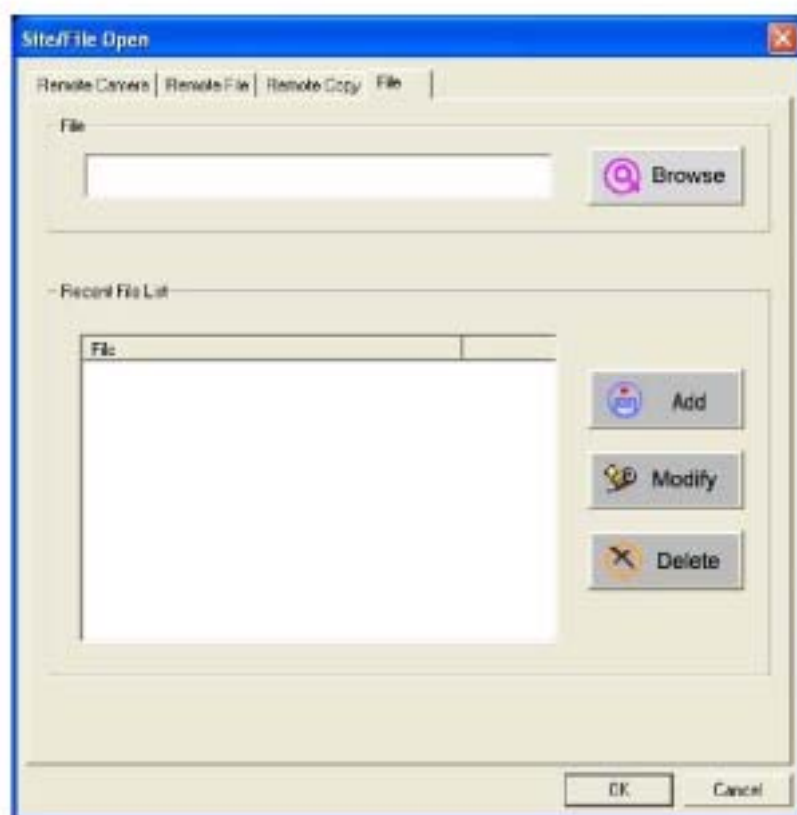 Site/File Open
Remote Camera Remote File Remote Copy File
File
Browse
Recent File List
File
Add
Modify
Delete
OK Cancel